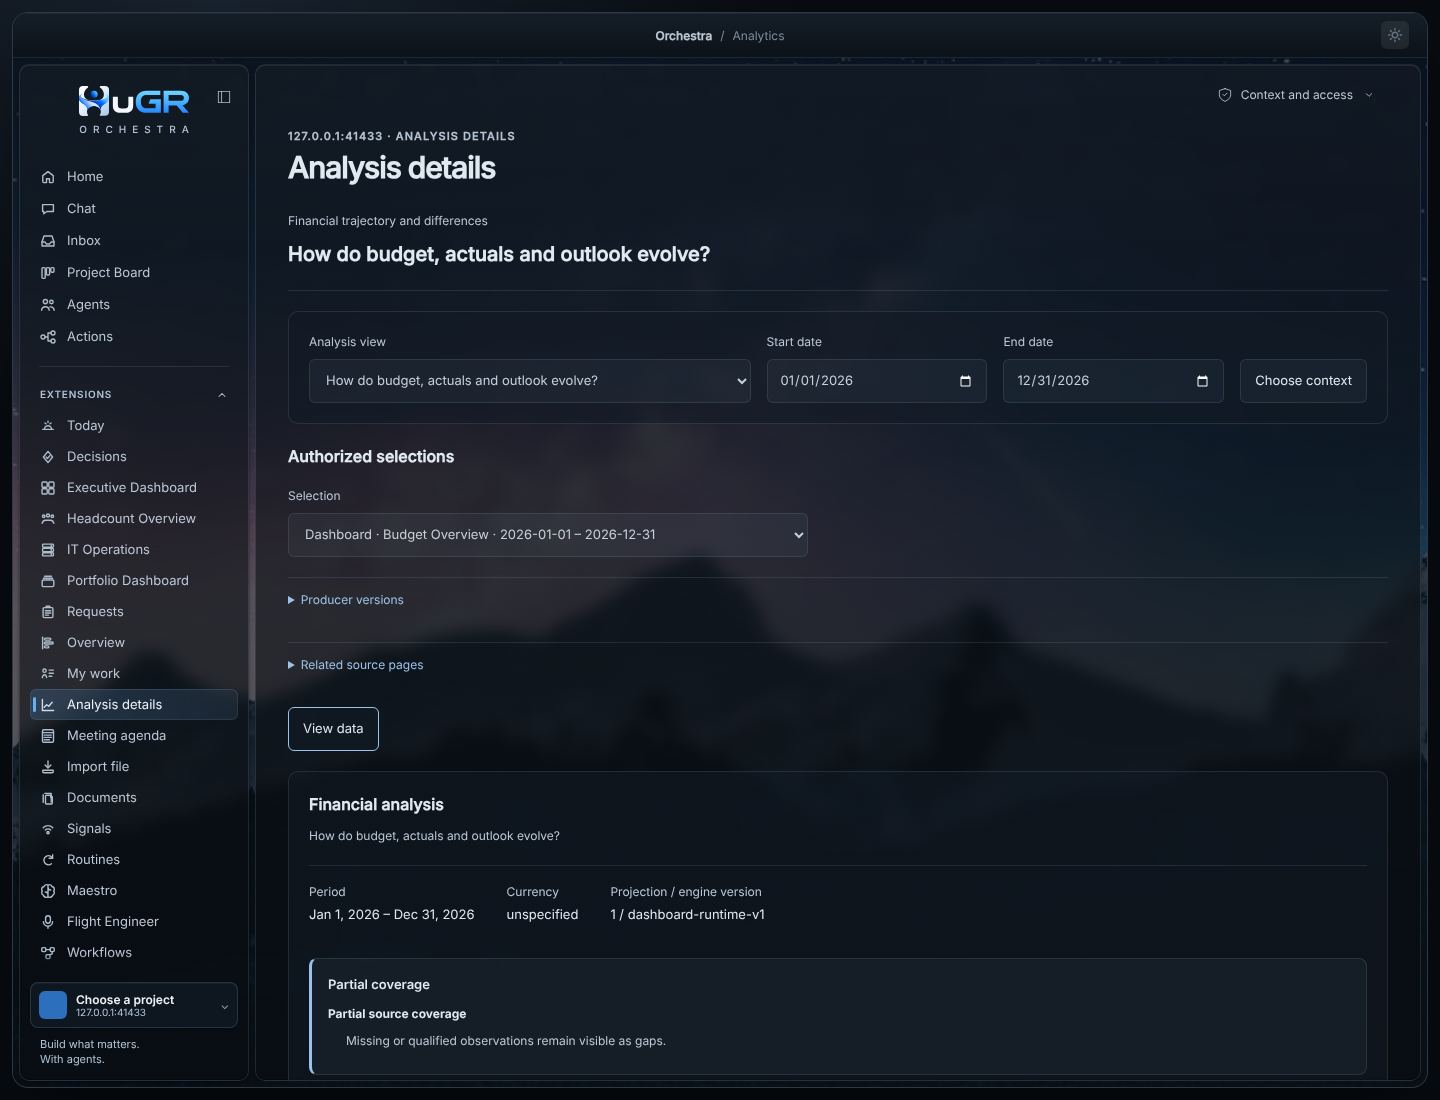 Orchestra / Analytics
HuGR
ORCHESTRA
Home
Chat
Inbox
Project Board
Agents
Actions
EXTENSIONS
Today
Decisions
Executive Dashboard
Headcount Overview
IT Operations
Portfolio Dashboard
Requests
Overview
My work
Analysis details
Meeting agenda
Import file
Documents
Signals
Routines
Maestro
Flight Engineer
Workflows
Choose a project
127.0.0.1:41433
Build what matters.
With agents.
Context and access
127.0.0.1:41433 · ANALYSIS DETAILS
Analysis details
Financial trajectory and differences
How do budget, actuals and outlook evolve?
Analysis view Start date End date
How do budget, actuals and outlook evolve? 01/01/2026 12/31/2026 Choose context
Authorized selections
Selection
Dashboard · Budget Overview · 2026-01-01 – 2026-12-31
Producer versions
Related source pages
View data
Financial analysis
How do budget, actuals and outlook evolve?
Period Currency Projection / engine version
Jan 1, 2026 – Dec 31, 2026 unspecified 1 / dashboard-runtime-v1
Partial coverage
Partial source coverage
Missing or qualified observations remain visible as gaps.